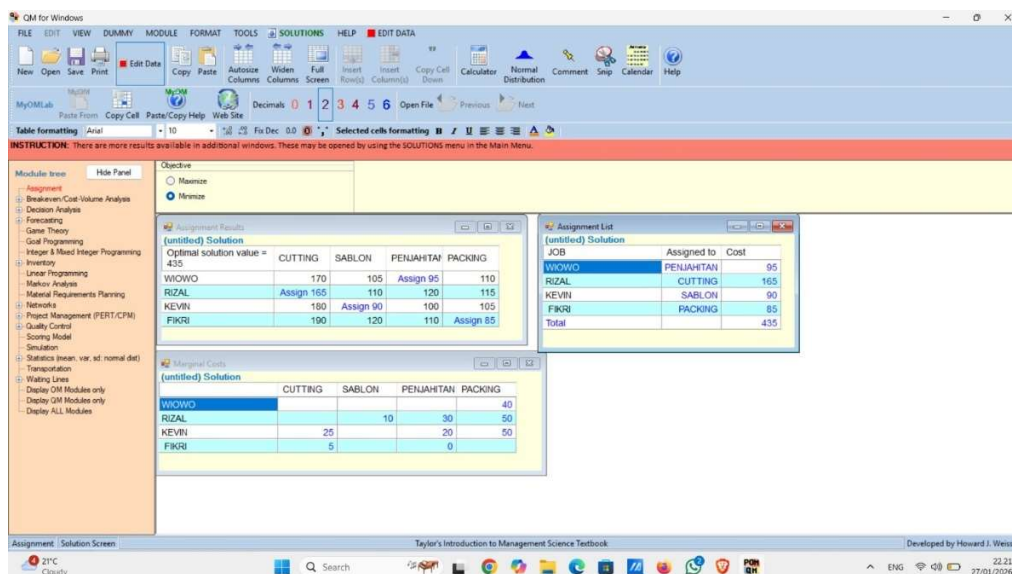 QM for Windows
FILE EDIT VIEW DUMMY MODULE FORMAT TOOLS SOLUTIONS HELP EDIT DATA
New Open Save Print Edit Data Copy Paste Autosize Columns Widen Columns Full Screen Insert Row(s) Insert Column(s) Copy Cell Down Calculator Normal Distribution Comment Snip Calendar Help
MyOMLab Paste From Copy Cell Paste/Copy Help Web Site Decimals 0 1 2 3 4 5 6 Open File Previous Next
Table formatting Arial 10 Fix Dec 0.0 Selected cells formatting B I U A
INSTRUCTION: There are more results available in additional windows. These may be opened by using the SOLUTIONS menu in the Main Menu.
Module tree Hide Panel
Assignment
Breakeven/Cost-Volume Analysis
Decision Analysis
Forecasting
Game Theory
Goal Programming
Integer & Mixed Integer Programming
Inventory
Linear Programming
Markov Analysis
Material Requirements Planning
Networks
Project Management (PERT/CPM)
Quality Control
Scoring Model
Simulation
Statistics (mean, var, sd: normal dist)
Transportation
Waiting Lines
Display OM Modules only
Display QM Modules only
Display ALL Modules
Objective
Maximize
Minimize
Assignment Results
(untitled) Solution
Optimal solution value = 435 CUTTING SABLON PENJAHITAN PACKING
WIOWO 170 105 Assign 95 110
RIZAL Assign 165 110 120 115
KEVIN 180 Assign 90 100 105
FIKRI 190 120 110 Assign 85
Assignment List
(untitled) Solution
JOB Assigned to Cost
WIOWO PENJAHITAN 95
RIZAL CUTTING 165
KEVIN SABLON 90
FIKRI PACKING 85
Total 435
Marginal Costs
(untitled) Solution
CUTTING SABLON PENJAHITAN PACKING
WIOWO 40
RIZAL 10 30 50
KEVIN 25 20 50
FIKRI 5 0
Assignment Solution Screen Taylor's Introduction to Management Science Textbook Developed by Howard J. Weiss
21°C
Cloudy
Search
ENG
22.21
27/01/2026